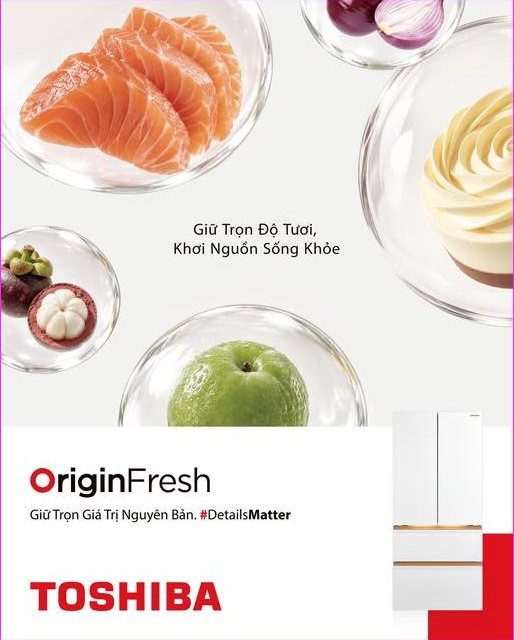 Giữ Trọn Độ Tươi,
Khơi Nguồn Sống Khỏe
OriginFresh
Giữ Trọn Giá Trị Nguyên Bản. #DetailsMatter
TOSHIBA